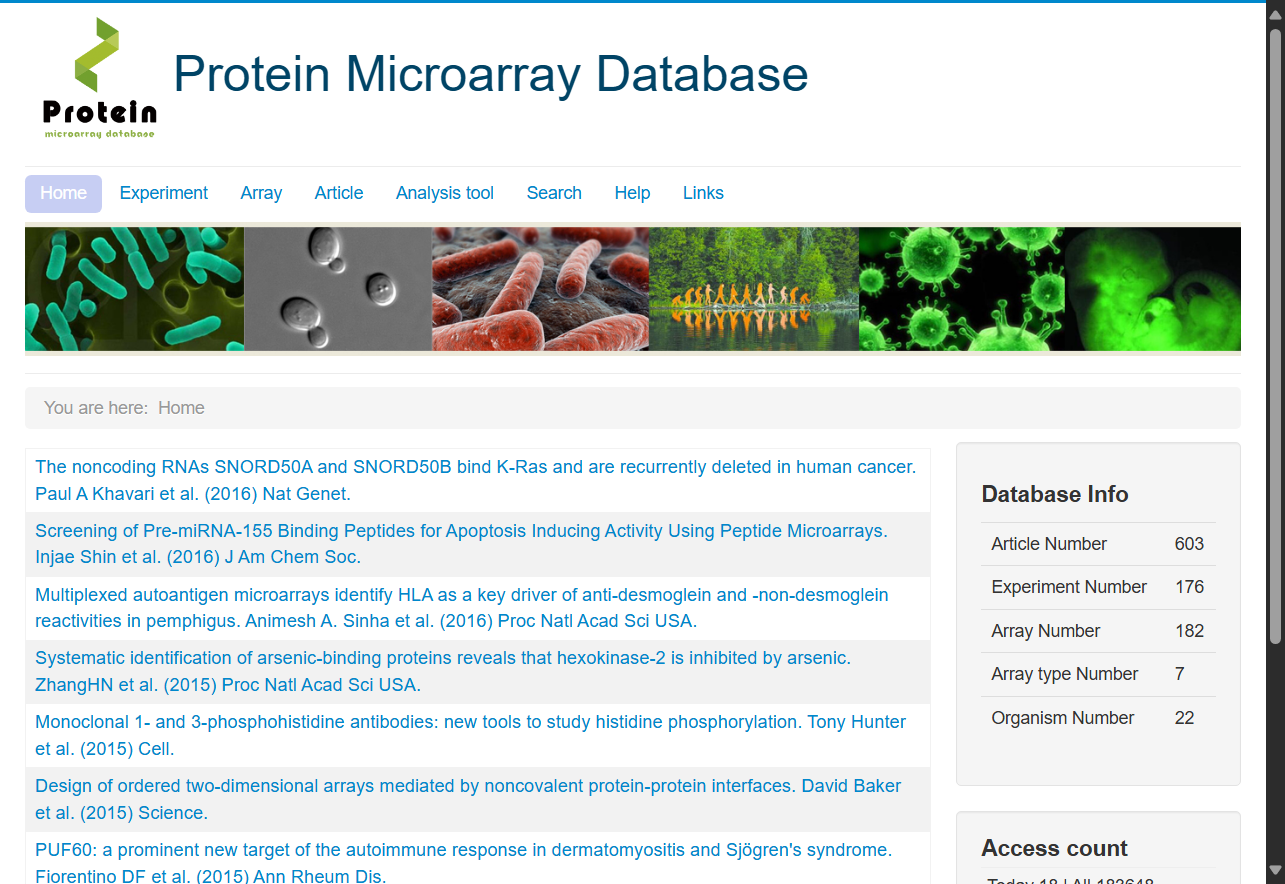 Protein
microarray database
Protein Microarray Database
Home Experiment Array Article Analysis tool Search Help Links
You are here: Home
The noncoding RNAs SNORD50A and SNORD50B bind K-Ras and are recurrently deleted in human cancer.
Paul A Khavari et al. (2016) Nat Genet.
Screening of Pre-miRNA-155 Binding Peptides for Apoptosis Inducing Activity Using Peptide Microarrays.
Injae Shin et al. (2016) J Am Chem Soc.
Multiplexed autoantigen microarrays identify HLA as a key driver of anti-desmoglein and -non-desmoglein
reactivities in pemphigus. Animesh A. Sinha et al. (2016) Proc Natl Acad Sci USA.
Systematic identification of arsenic-binding proteins reveals that hexokinase-2 is inhibited by arsenic.
ZhangHN et al. (2015) Proc Natl Acad Sci USA.
Monoclonal 1- and 3-phosphohistidine antibodies: new tools to study histidine phosphorylation. Tony Hunter
et al. (2015) Cell.
Design of ordered two-dimensional arrays mediated by noncovalent protein-protein interfaces. David Baker
et al. (2015) Science.
PUF60: a prominent new target of the autoimmune response in dermatomyositis and Sjögren's syndrome.
Fiorentino DF et al. (2015) Ann Rheum Dis.
Database Info
Article Number 603
Experiment Number 176
Array Number 182
Array type Number 7
Organism Number 22
Access count
Today 18 | All 183648